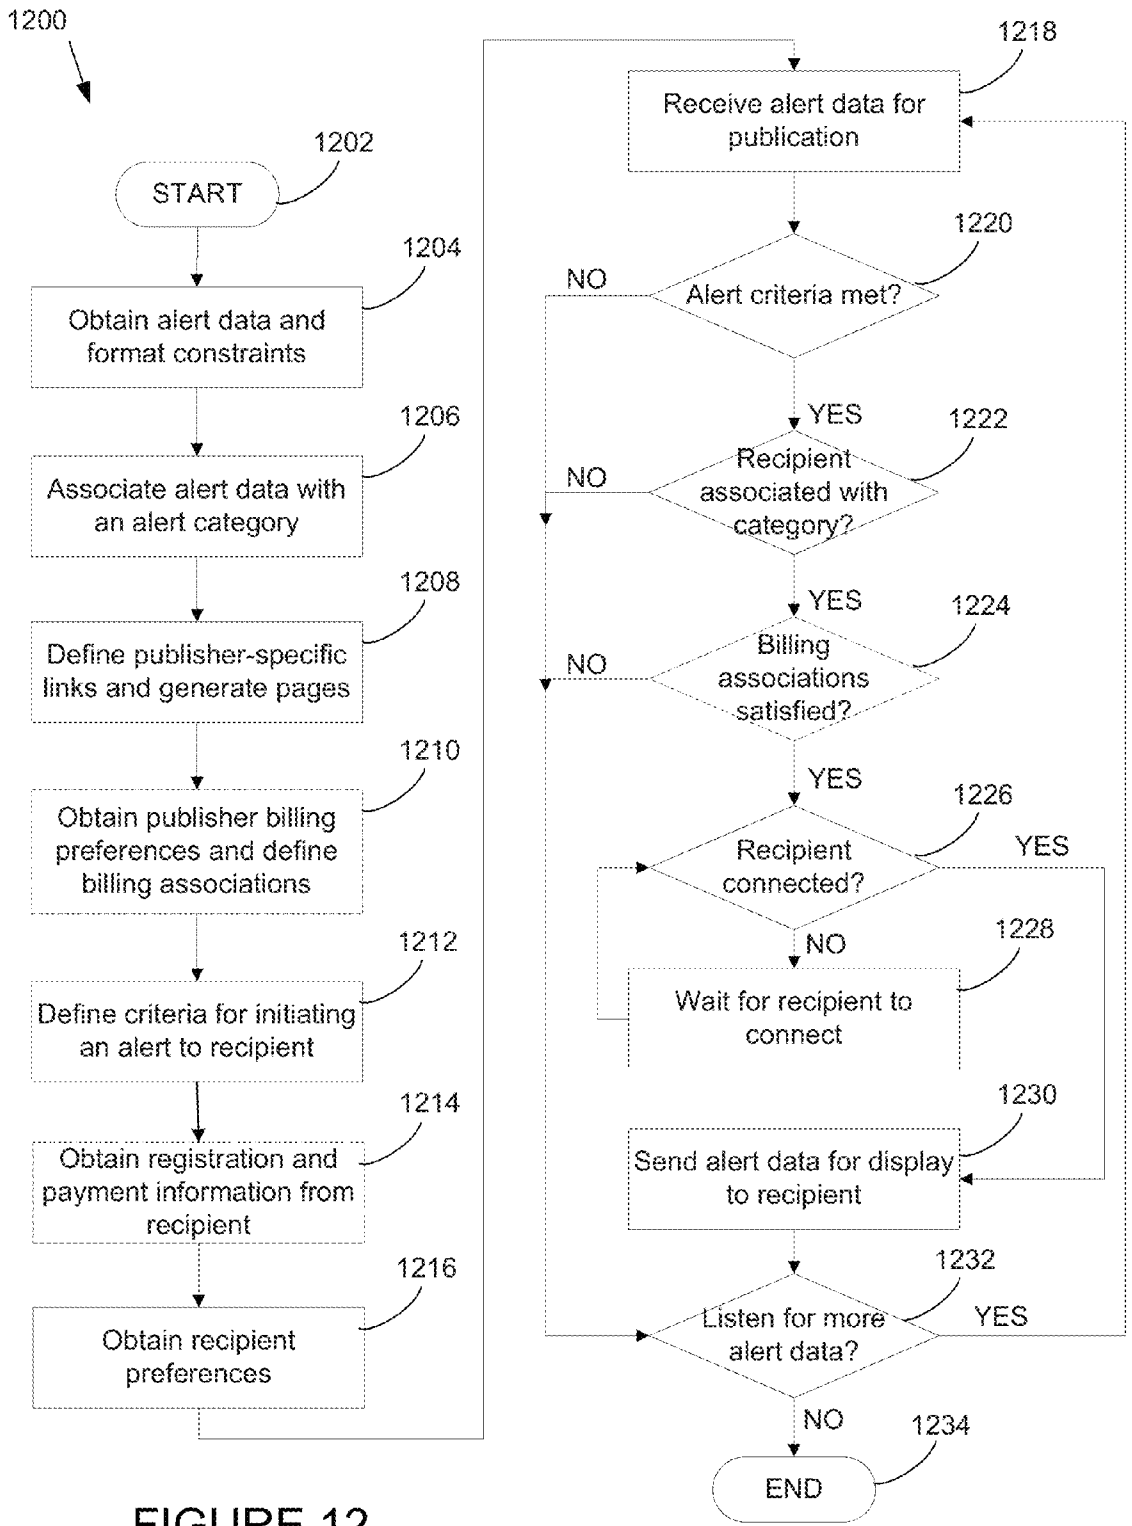 1200
1202
START
1204
Obtain alert data and
format constraints
1206
Associate alert data with
an alert category
1208
Define publisher-specific
links and generate pages
1210
Obtain publisher billing
preferences and define
billing associations
1212
Define criteria for initiating
an alert to recipient
1214
Obtain registration and
payment information from
recipient
1216
Obtain recipient
preferences
1218
Receive alert data for
publication
1220
Alert criteria met?
NO
YES
1222
Recipient
associated with
category?
NO
YES
1224
Billing
associations
satisfied?
NO
YES
1226
Recipient
connected?
YES
NO
1228
Wait for recipient to
connect
1230
Send alert data for display
to recipient
1232
Listen for more
alert data?
YES
NO
1234
END
FIGURE 12